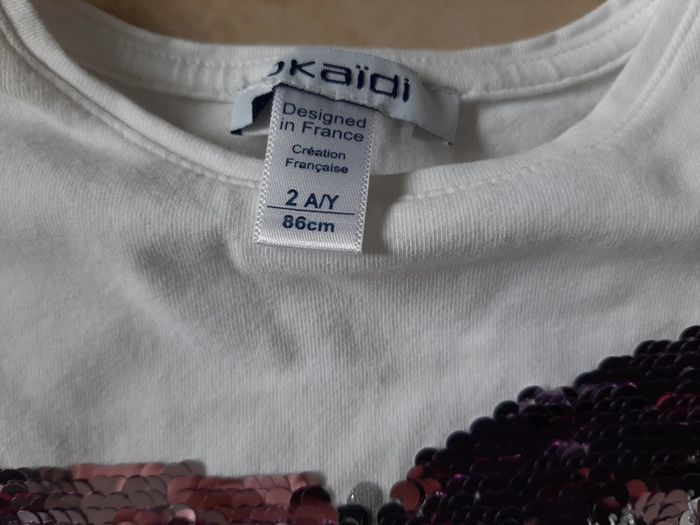 okaïdi
Designed
in France
Création
Française
2 A/Y
86cm